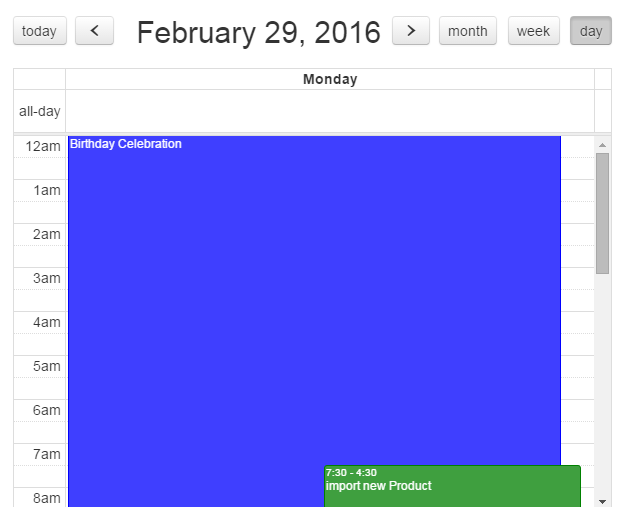 today < February 29, 2016 > month week day
Monday
all-day
12am
Birthday Celebration
1am
2am
3am
4am
5am
6am
7am
7:30 - 4:30
import new Product
8am